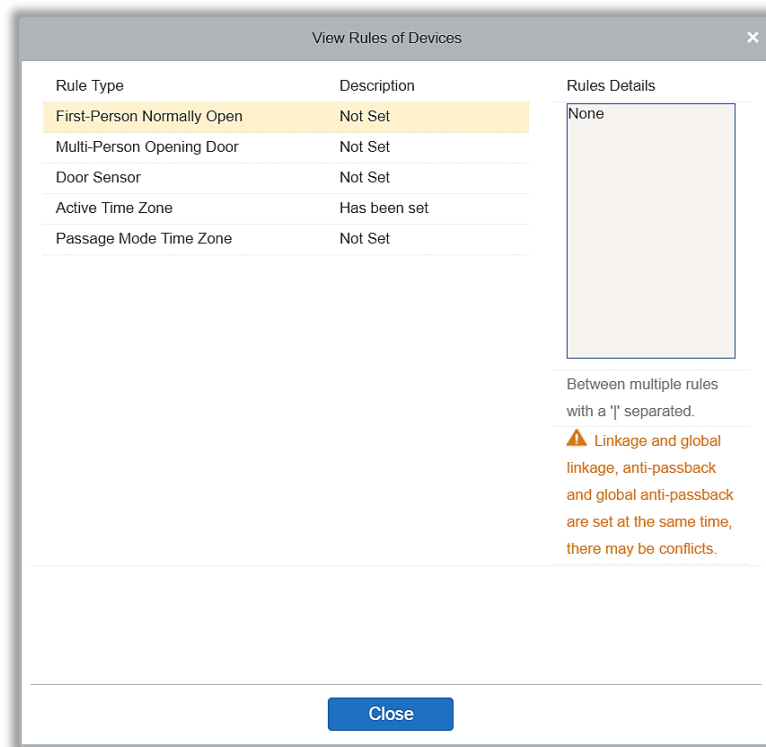 View Rules of Devices
Rule Type Description Rules Details
First-Person Normally Open Not Set None
Multi-Person Opening Door Not Set
Door Sensor Not Set
Active Time Zone Has been set
Passage Mode Time Zone Not Set
Between multiple rules
with a '|' separated.
Linkage and global
linkage, anti-passback
and global anti-passback
are set at the same time,
there may be conflicts.
Close